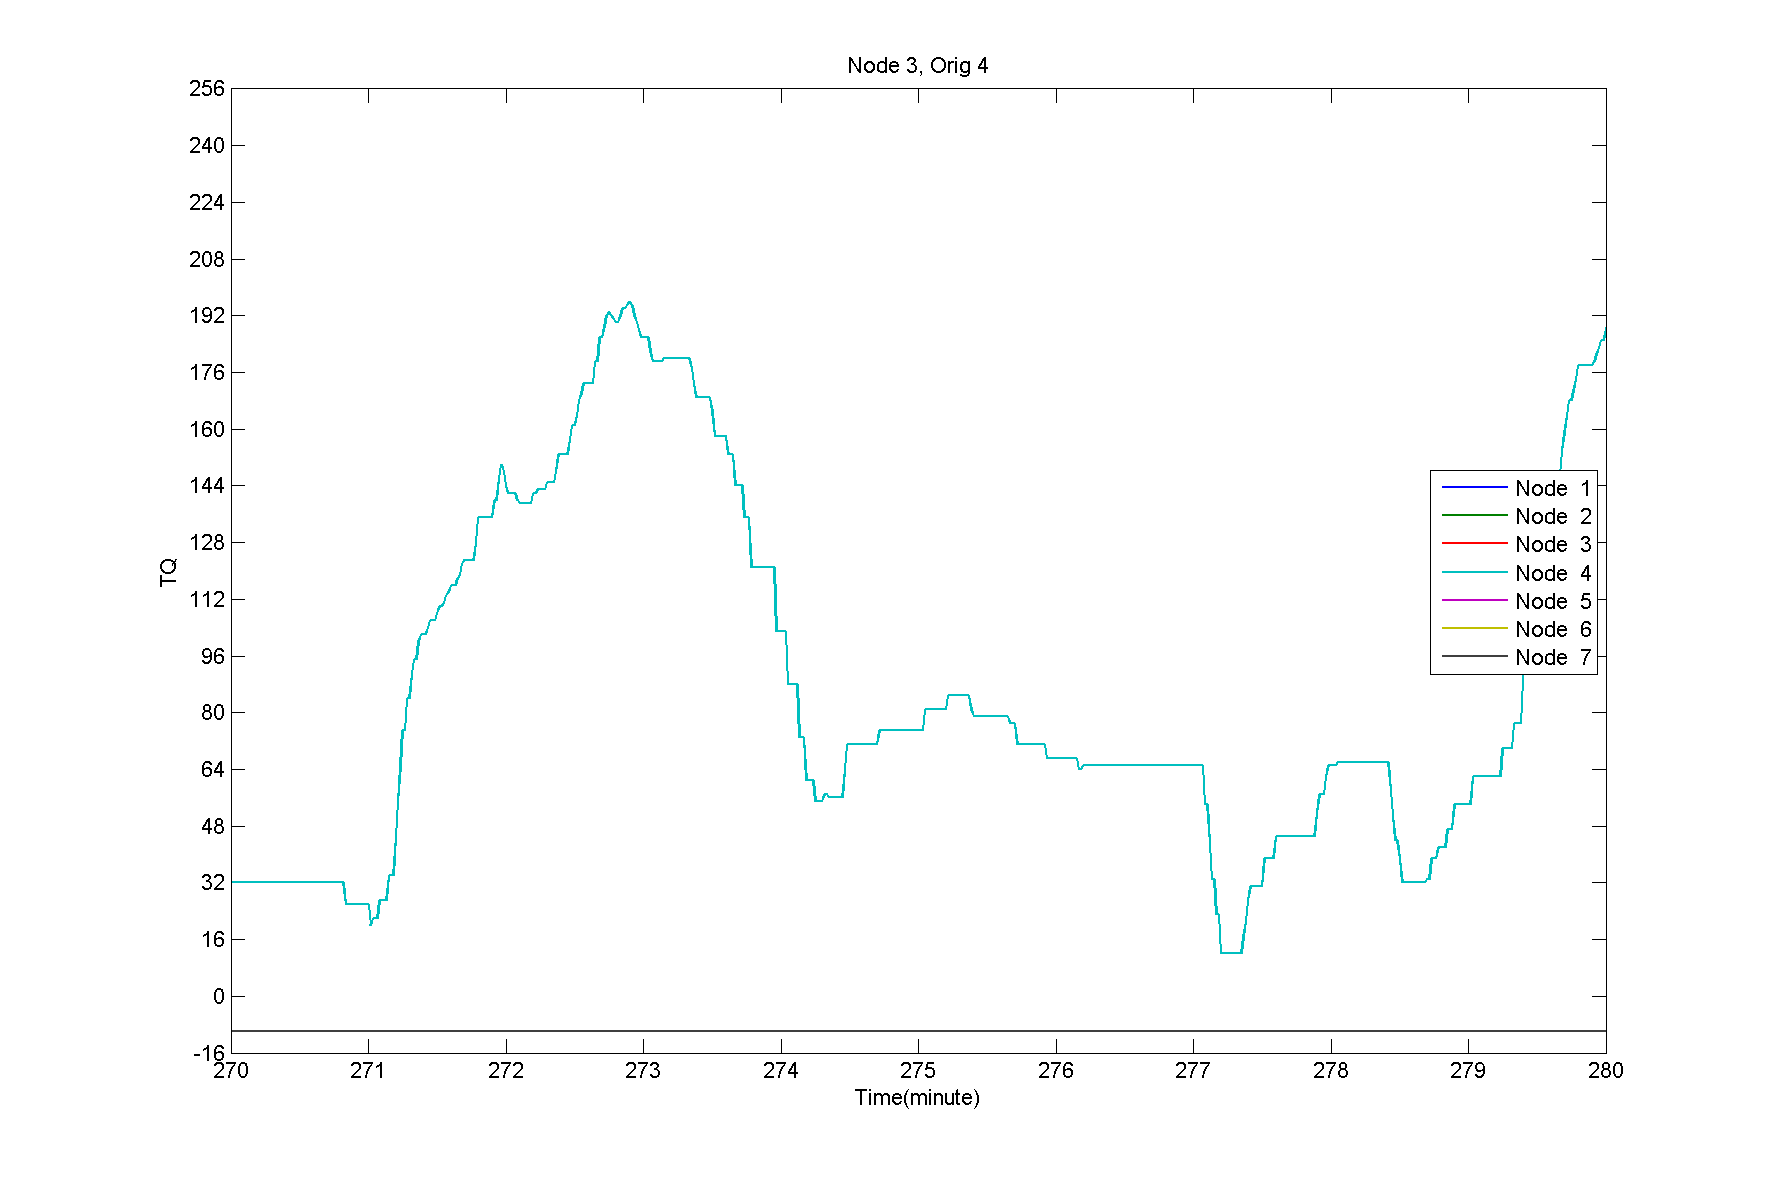 Node 3, Orig 4
256
240
224
208
192
176
160
144
128
112
96
80
64
48
32
16
0
-16
TQ
Node 1
Node 2
Node 3
Node 4
Node 5
Node 6
Node 7
270 271 272 273 274 275 276 277 278 279 280
Time(minute)